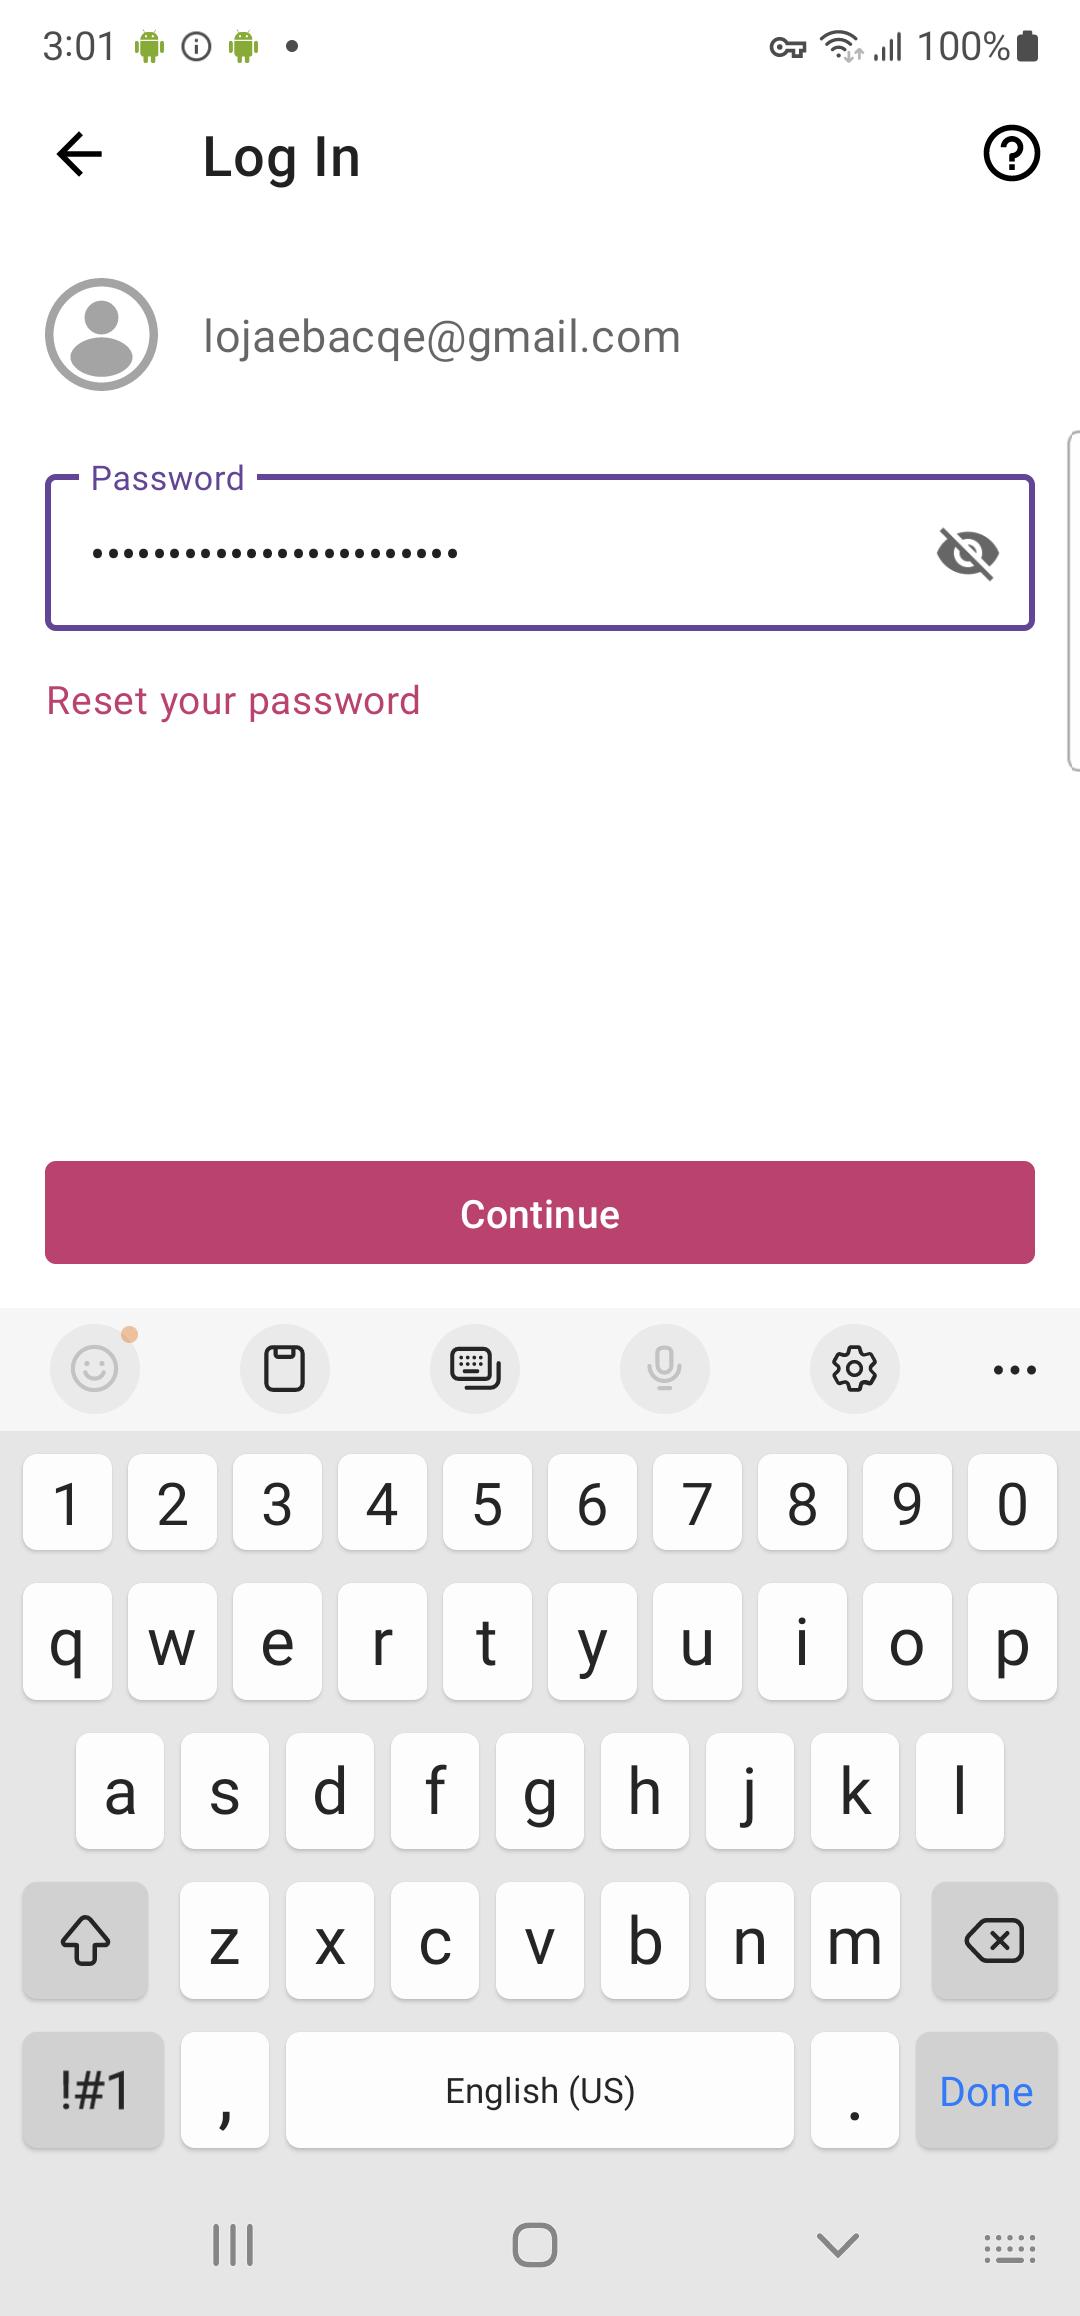 3:01 100%
Log In
lojaebacqe@gmail.com
Password
••••••••••••••••••••••••
Reset your password
Continue
1 2 3 4 5 6 7 8 9 0
q w e r t y u i o p
a s d f g h j k l
z x c v b n m
!#1 , English (US) . Done